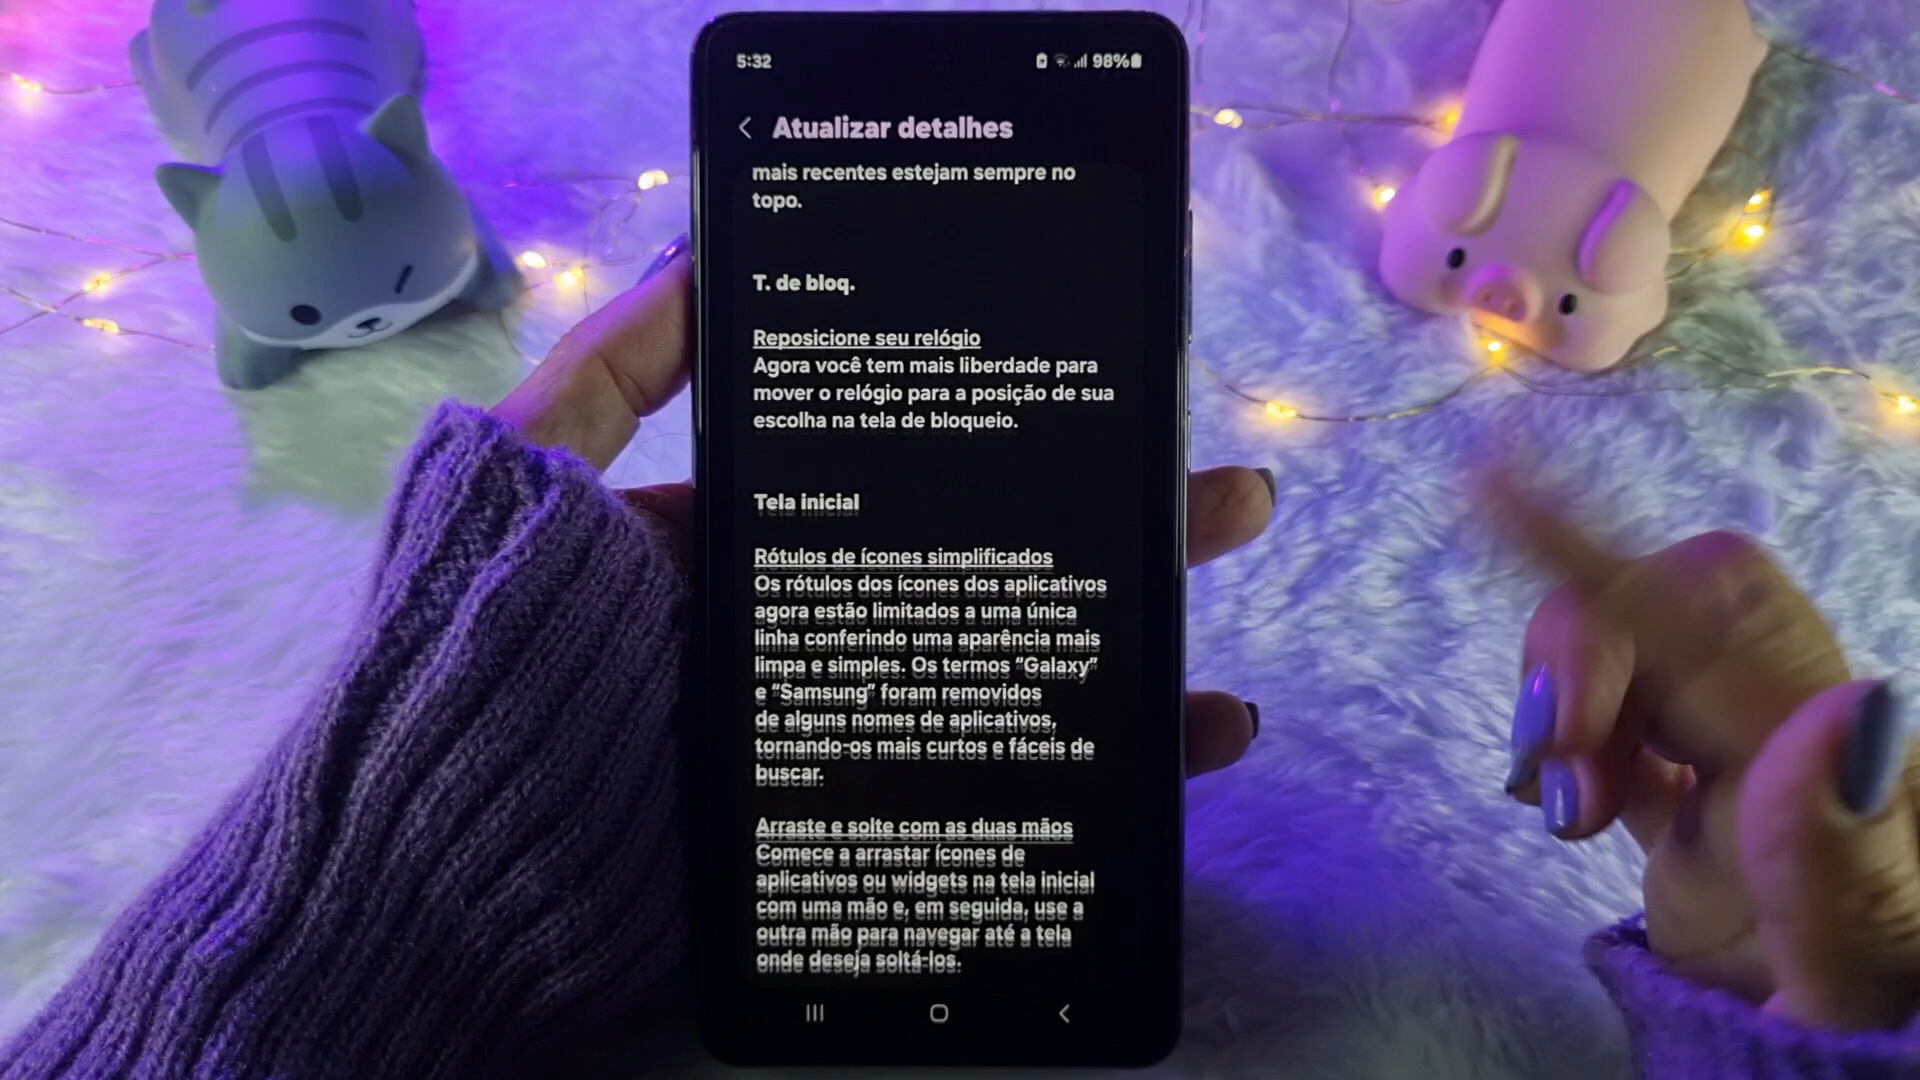 5:32
98%
Atualizar detalhes
mais recentes estejam sempre no
topo.
T. de bloq.
Reposicione seu relógio
Agora você tem mais liberdade para
mover o relógio para a posição de sua
escolha na tela de bloqueio.
Tela inicial
Rótulos de ícones simplificados
Os rótulos dos ícones dos aplicativos
agora estão limitados a uma única
linha conferindo uma aparência mais
limpa e simples. Os termos “Galaxy”
e “Samsung” foram removidos
de alguns nomes de aplicativos,
tornando-os mais curtos e fáceis de
buscar.
Arraste e solte com as duas mãos
Comece a arrastar ícones de
aplicativos ou widgets na tela inicial
com uma mão e, em seguida, use a
outra mão para navegar até a tela
onde deseja soltá-los.